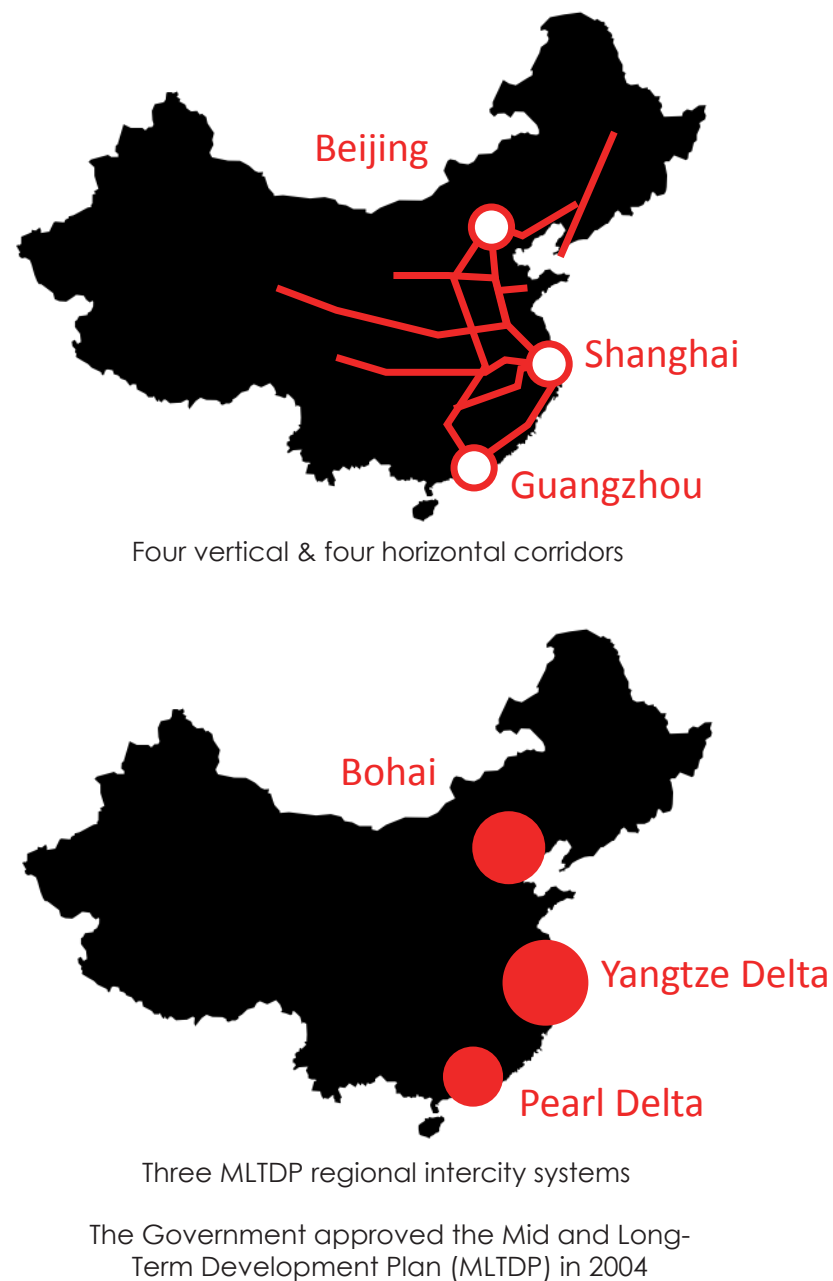 Beijing
Shanghai
Guangzhou
Four vertical & four horizontal corridors
Bohai
Yangtze Delta
Pearl Delta
Three MLTDP regional intercity systems
The Government approved the Mid and Long-
Term Development Plan (MLTDP) in 2004